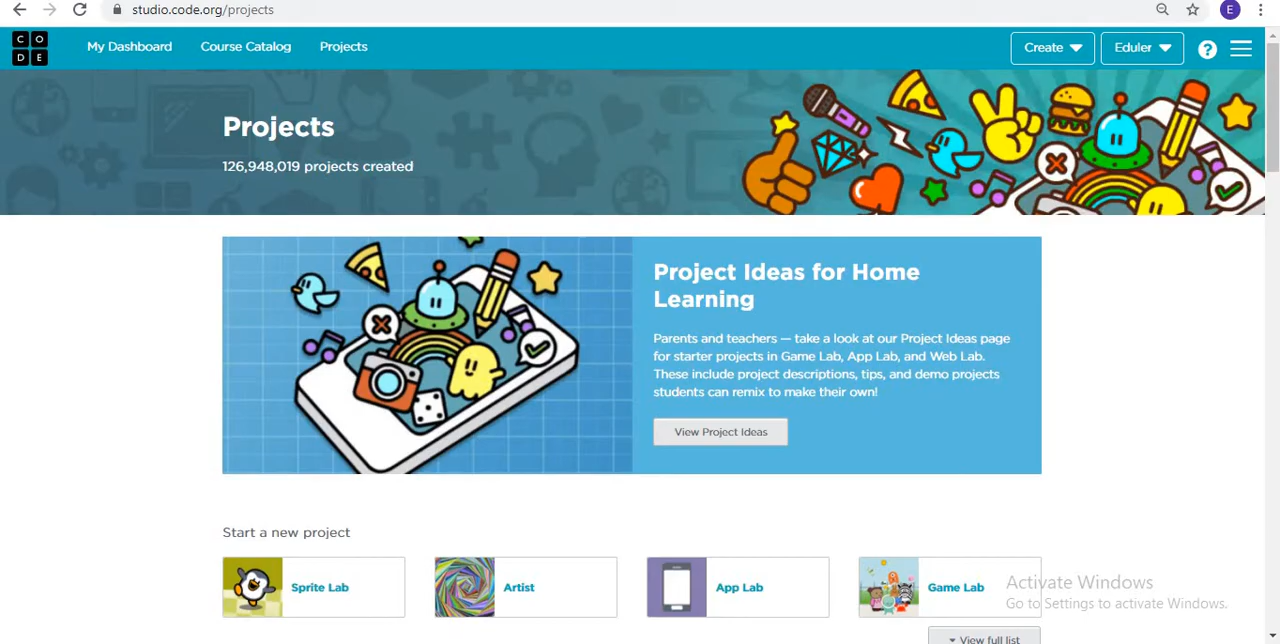 studio.code.org/projects
E
C O
D E
My Dashboard
Course Catalog
Projects
Create
Eduler
?
Projects
126,948,019 projects created
Project Ideas for Home
Learning
Parents and teachers — take a look at our Project Ideas page
for starter projects in Game Lab, App Lab, and Web Lab.
These include project descriptions, tips, and demo projects
students can remix to make their own!
View Project Ideas
Start a new project
Sprite Lab
Artist
App Lab
Game Lab
Activate Windows
Go to Settings to activate Windows.
View full list